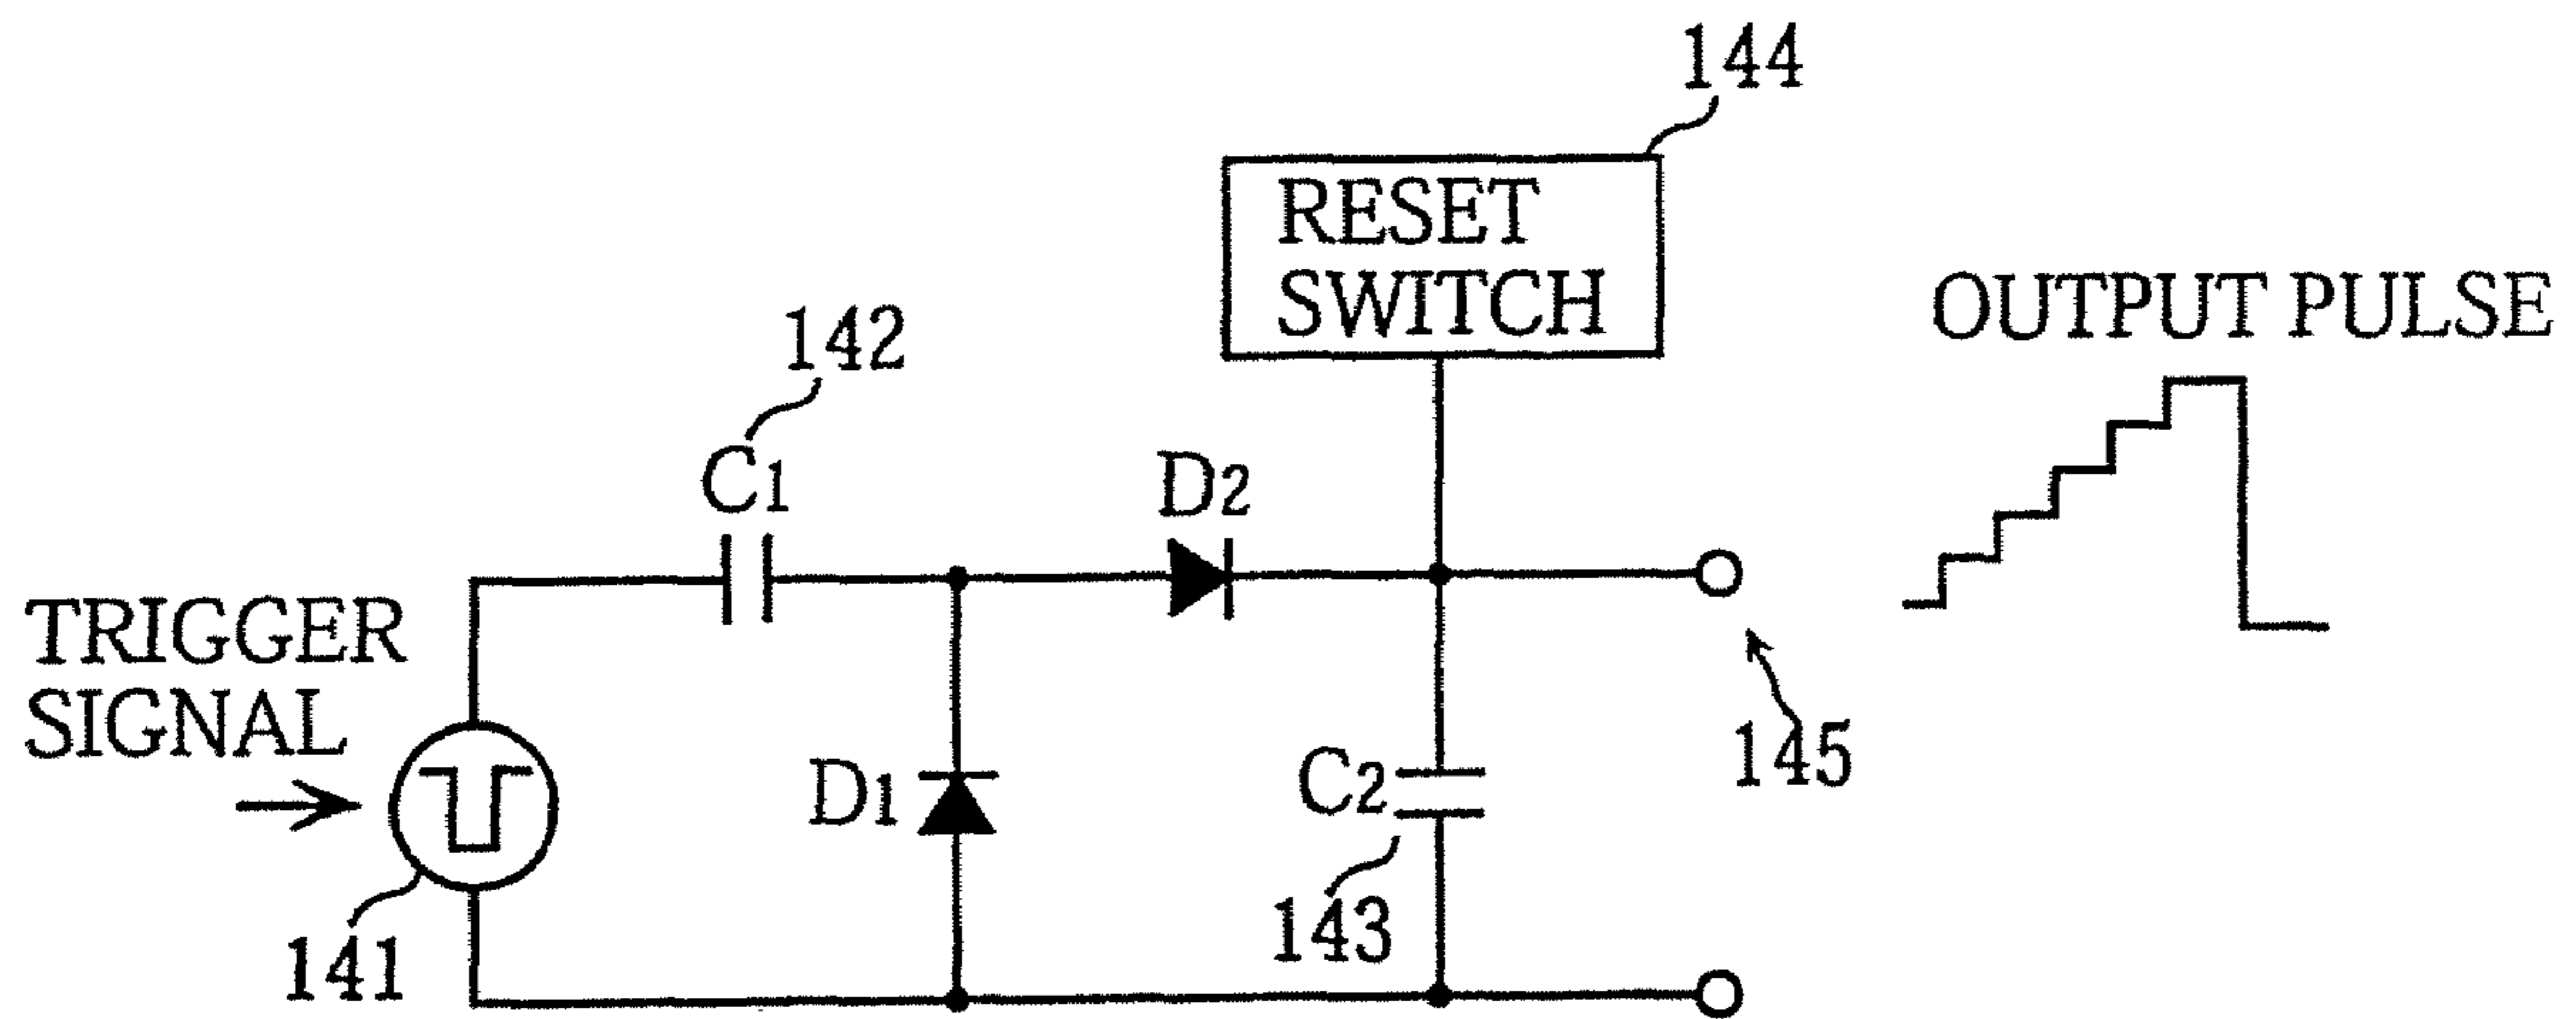 144
RESET
SWITCH
OUTPUT PULSE
142
C1
D2
TRIGGER
SIGNAL
D1
C2
145
143
141